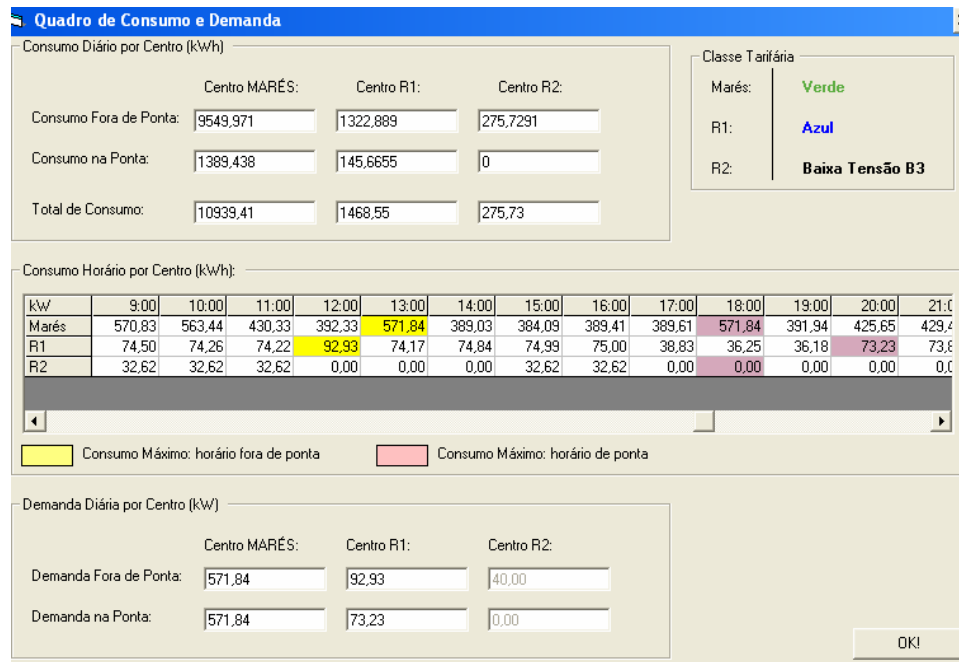 Quadro de Consumo e Demanda
Consumo Diário por Centro (kWh)
Centro MARÉS: Centro R1: Centro R2:
Consumo Fora de Ponta: 9549,971 1322,889 275,7291
Consumo na Ponta: 1389,438 145,6655 0
Total de Consumo: 10939,41 1468,55 275,73
Classe Tarifária
Marés: Verde
R1: Azul
R2: Baixa Tensão B3
Consumo Horário por Centro (kWh):
kW 9:00 10:00 11:00 12:00 13:00 14:00 15:00 16:00 17:00 18:00 19:00 20:00 21:0
Marés 570,83 563,44 430,33 392,33 571,84 389,03 384,09 389,41 389,61 571,84 391,94 425,65 429,4
R1 74,50 74,26 74,22 92,93 74,17 74,84 74,99 75,00 38,83 36,25 36,18 73,23 73,8
R2 32,62 32,62 32,62 0,00 0,00 0,00 32,62 32,62 0,00 0,00 0,00 0,00 0,0
Consumo Máximo: horário fora de ponta Consumo Máximo: horário de ponta
Demanda Diária por Centro (kW)
Centro MARÉS: Centro R1: Centro R2:
Demanda Fora de Ponta: 571,84 92,93 40,00
Demanda na Ponta: 571,84 73,23 0,00
OK!